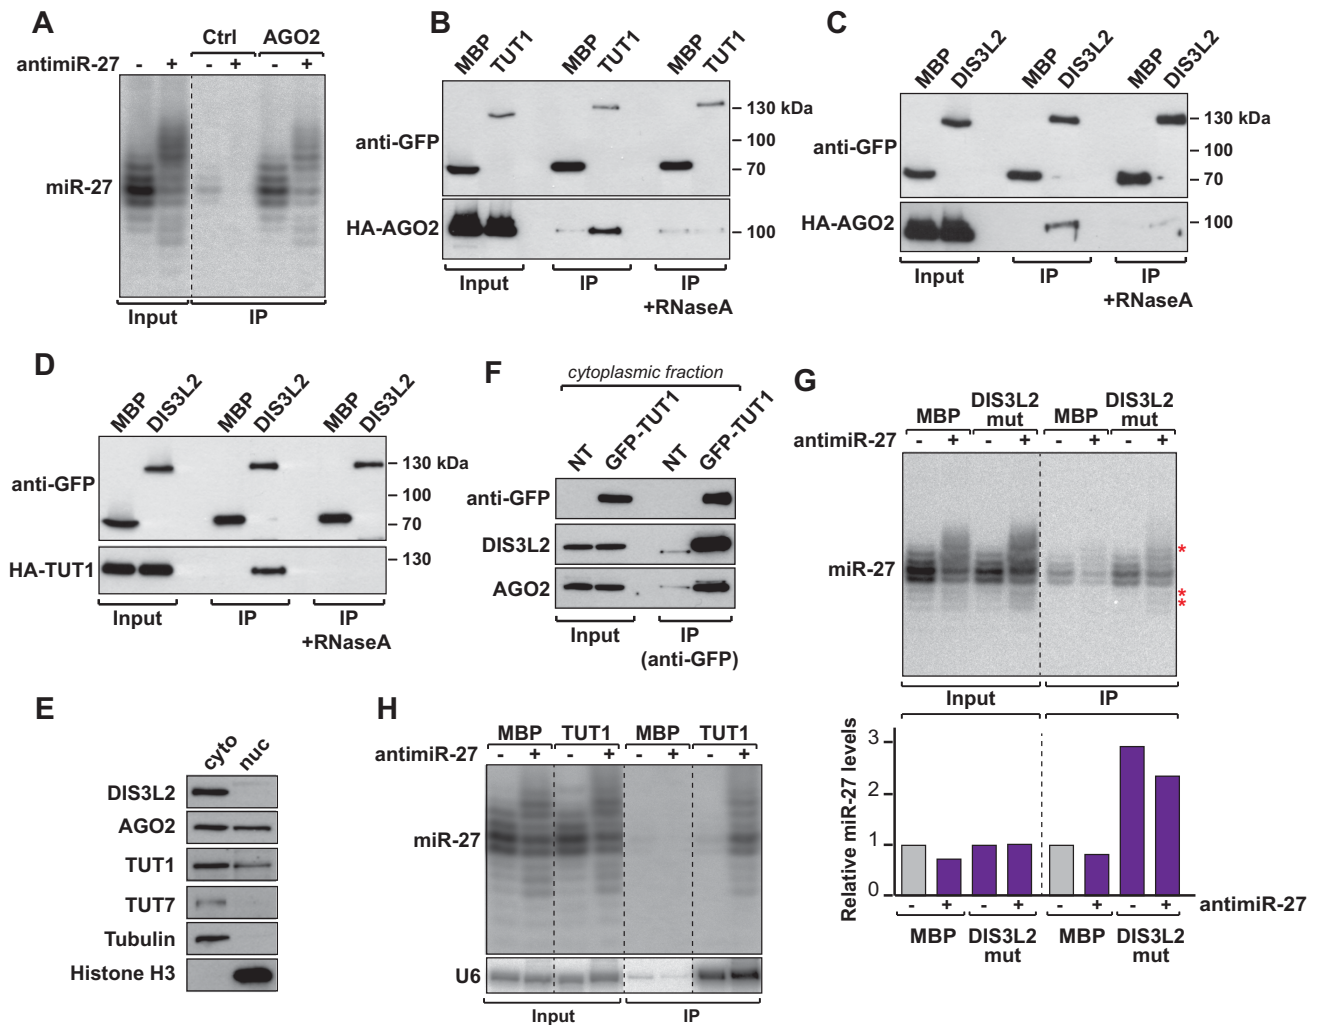 A
Ctrl AGO2
antimiR-27 - + - + - +
miR-27
Input IP
B
MBP TUT1 MBP TUT1 MBP TUT1
anti-GFP
130 kDa
100
70
HA-AGO2
100
Input IP IP
+RNaseA
C
MBP DIS3L2 MBP DIS3L2 MBP DIS3L2
anti-GFP
130 kDa
100
70
HA-AGO2
100
Input IP IP
+RNaseA
D
MBP DIS3L2 MBP DIS3L2 MBP DIS3L2
anti-GFP
130 kDa
100
70
HA-TUT1
130
Input IP IP
+RNaseA
F
cytoplasmic fraction
NT GFP-TUT1 NT GFP-TUT1
anti-GFP
DIS3L2
AGO2
Input IP
(anti-GFP)
G
MBP DIS3L2 mut MBP DIS3L2 mut
antimiR-27 - + - + - + - +
miR-27
*
*
*
Input IP
Relative miR-27 levels
3
2
1
0
- + - + - + - + antimiR-27
MBP DIS3L2 mut MBP DIS3L2 mut
E
cyto nuc
DIS3L2
AGO2
TUT1
TUT7
Tubulin
Histone H3
H
MBP TUT1 MBP TUT1
antimiR-27 - + - + - + - +
miR-27
U6
Input IP